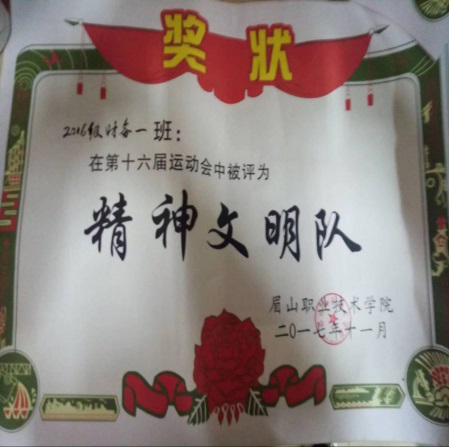 奖状
2016级财务一班：
在第十六届运动会中被评为
精神文明队
眉山职业技术学院
二〇一七年十一月